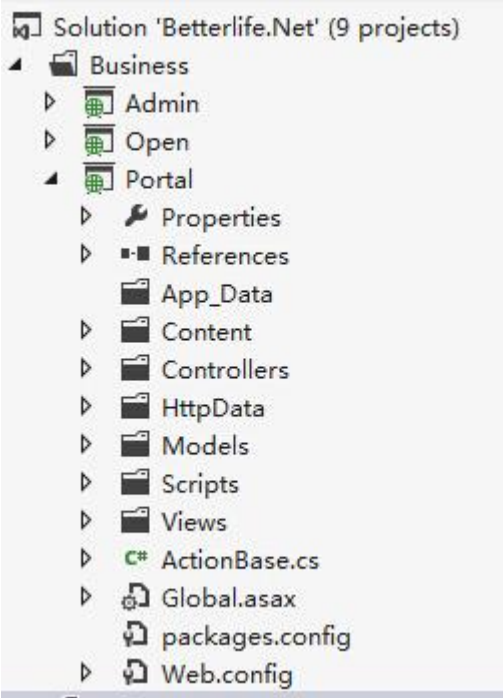 Solution 'Betterlife.Net' (9 projects)
Business
Admin
Open
Portal
Properties
References
App_Data
Content
Controllers
HttpData
Models
Scripts
Views
C# ActionBase.cs
Global.asax
packages.config
Web.config